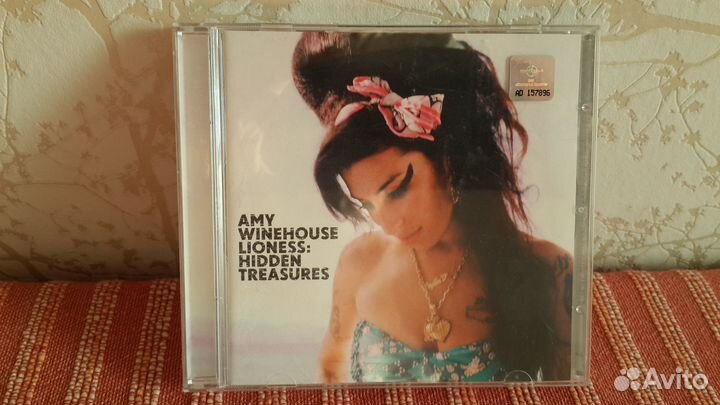 AMY
WINEHOUSE
LIONESS:
HIDDEN
TREASURES
AD 157896
Avito